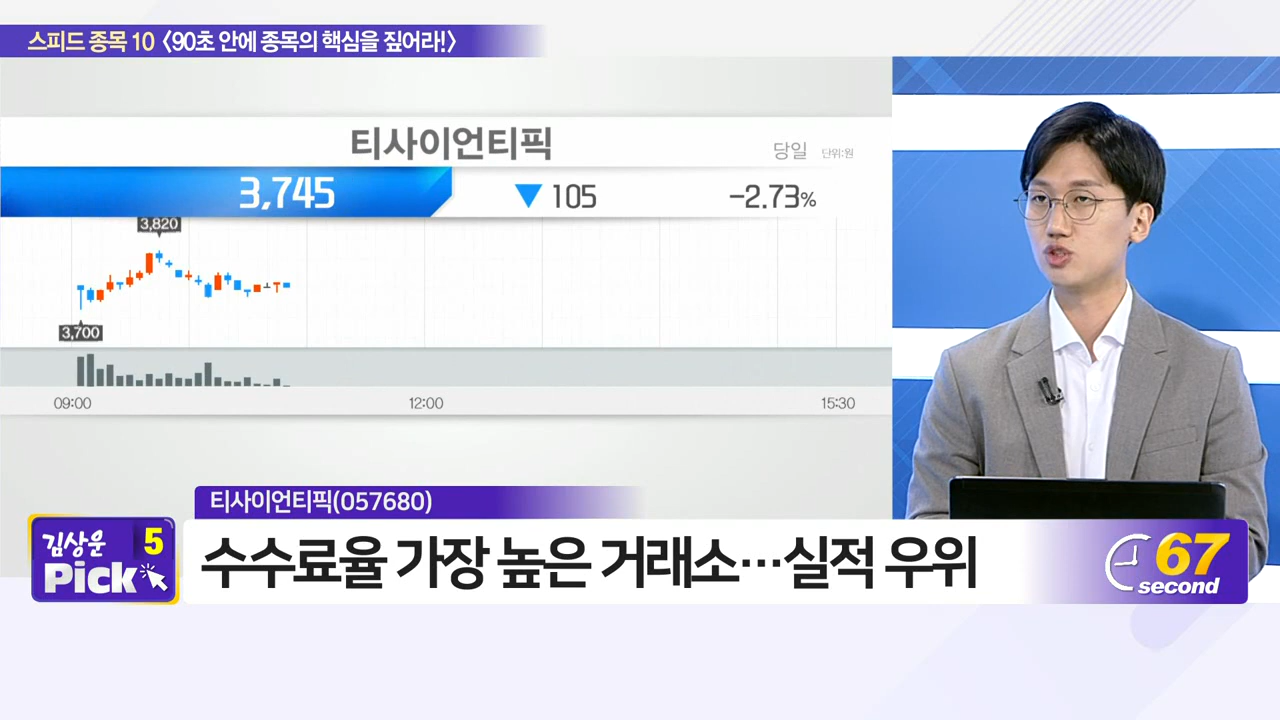 스피드 종목 10 〈90초 안에 종목의 핵심을 짚어라!〉
티사이언티픽
당일 단위:원
3,745 ▼ 105 -2.73%
3,820
3,700
09:00 12:00 15:30
티사이언티픽(057680)
김상운 5
Pick
수수료율 가장 높은 거래소…실적 우위
67
second